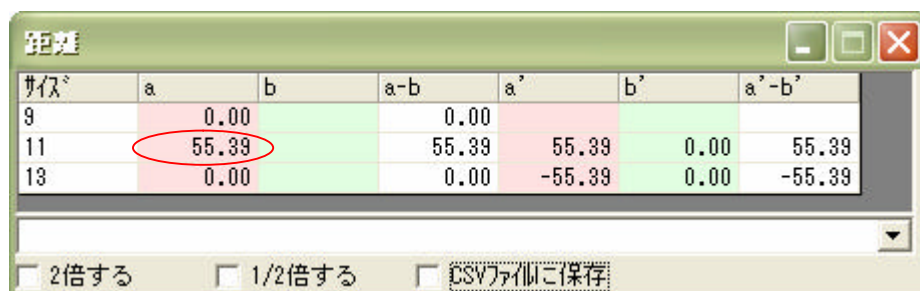 距離
ｻｲｽﾞ a b a-b a' b' a'-b'
9 0.00 0.00
11 55.39 55.39 55.39 0.00 55.39
13 0.00 0.00 -55.39 0.00 -55.39
2倍する 1/2倍する CSVﾌｧｲﾙに保存